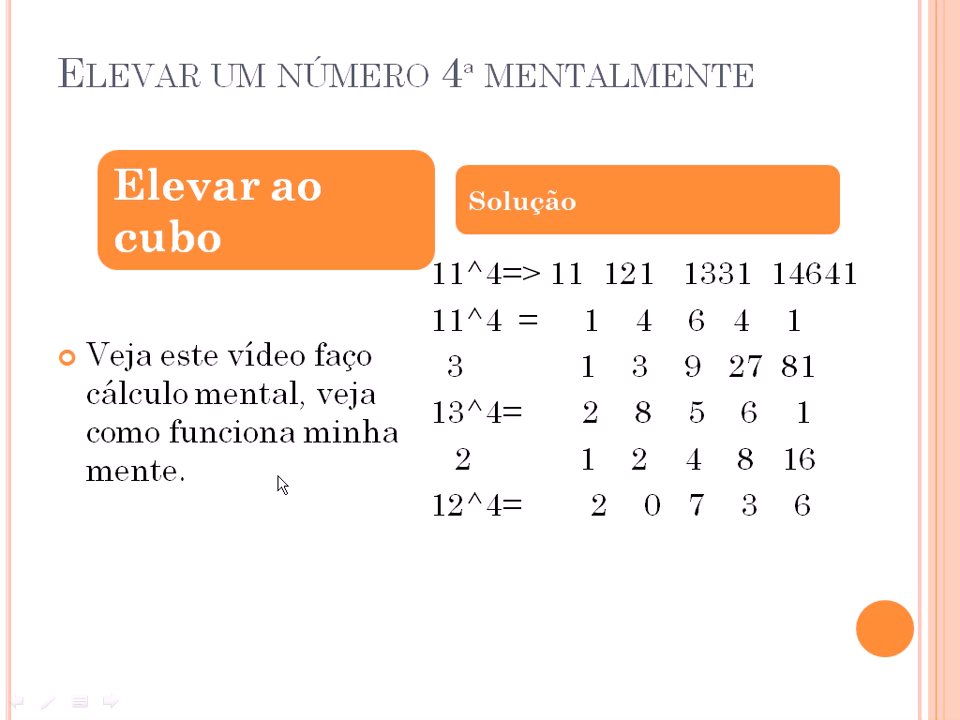 ELEVAR UM NÚMERO 4ª MENTALMENTE
Elevar ao
cubo
Solução
Veja este vídeo faço
cálculo mental, veja
como funciona minha
mente.
11^4=> 11 121 1331 14641
11^4 = 1 4 6 4 1
3 1 3 9 27 81
13^4= 2 8 5 6 1
2 1 2 4 8 16
12^4= 2 0 7 3 6